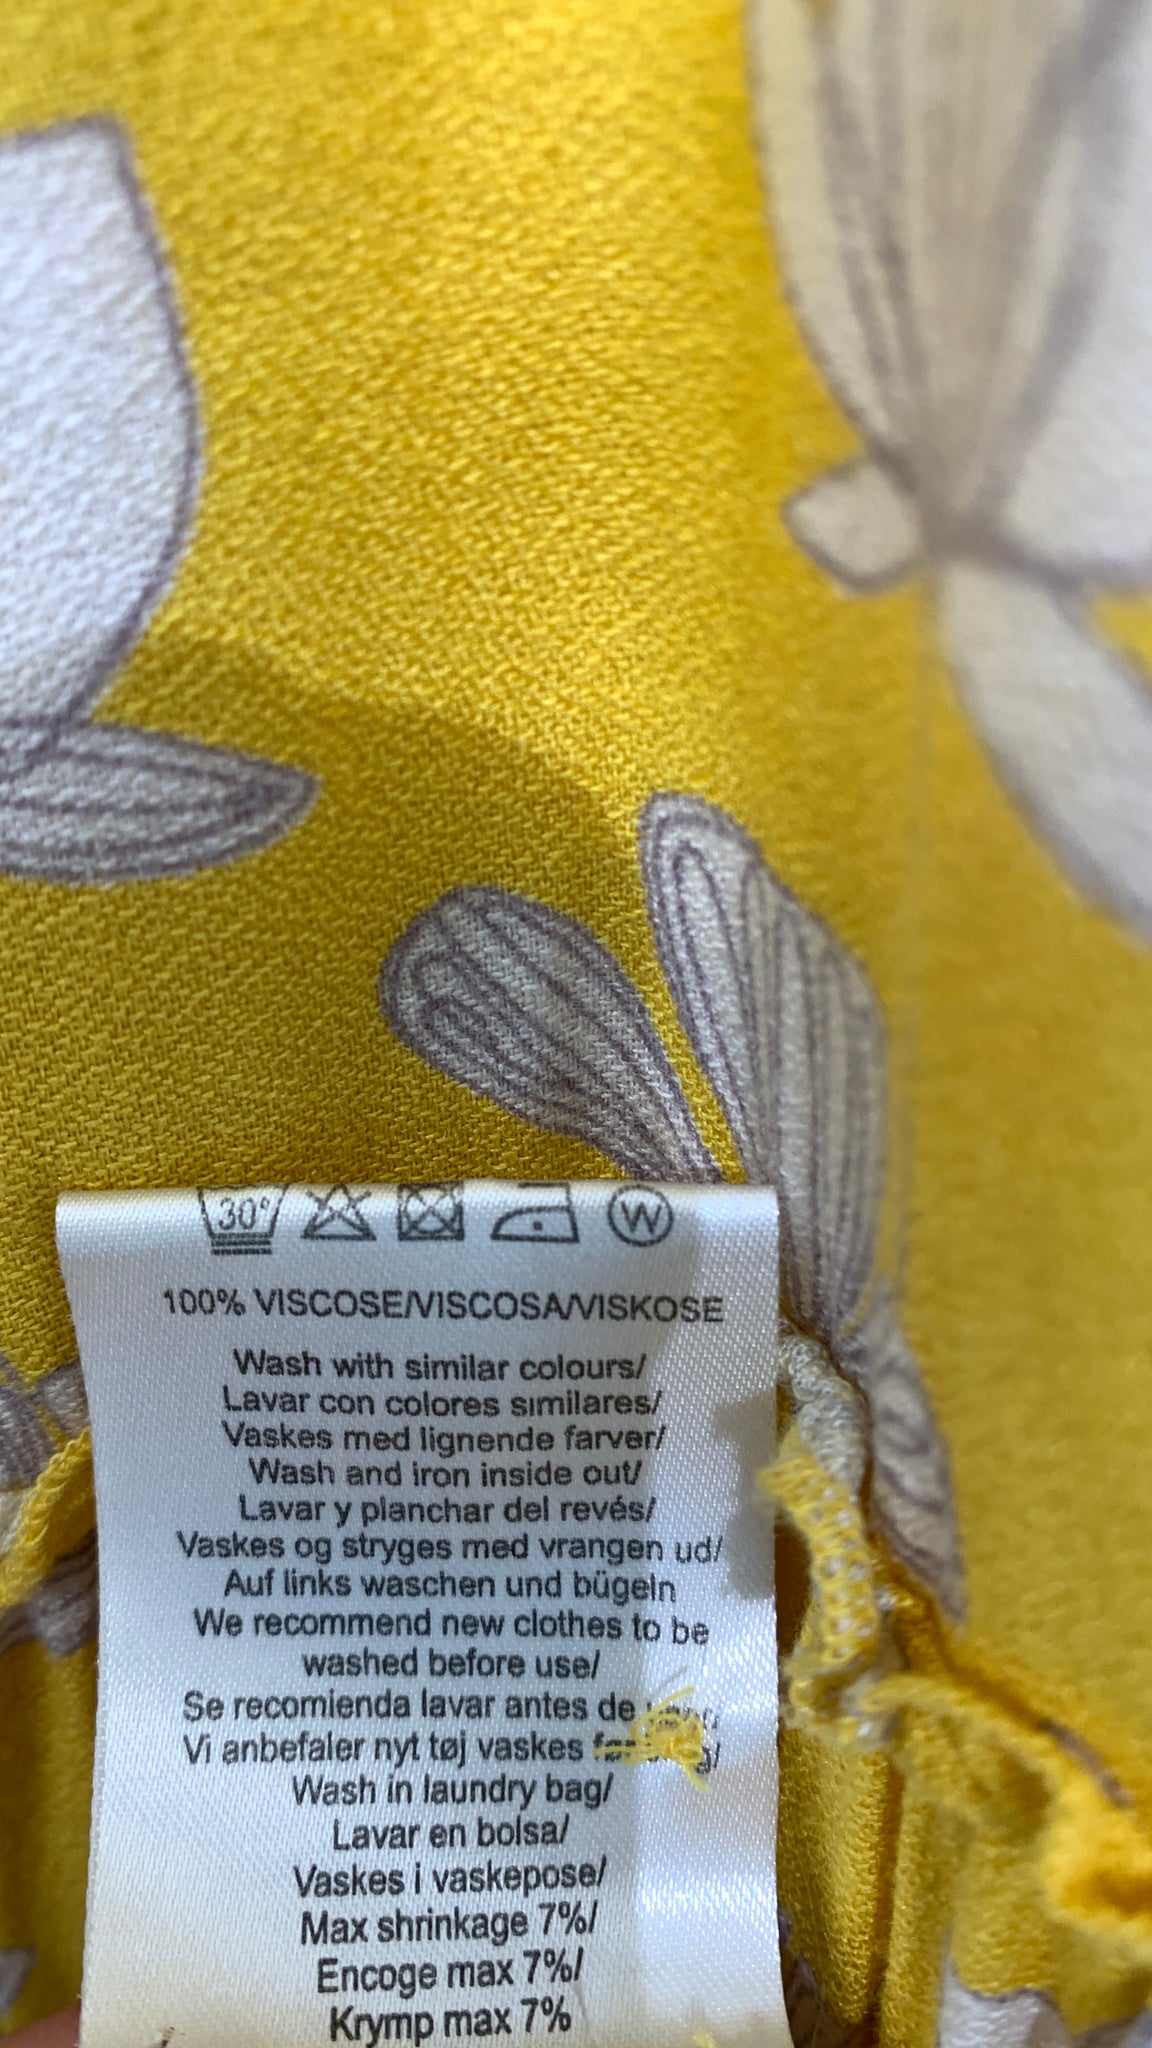 30°
W
100% VISCOSE/VISCOSA/VISKOSE
Wash with similar colours/
Lavar con colores similares/
Vaskes med lignende farver/
Wash and iron inside out/
Lavar y planchar del revés/
Vaskes og stryges med vrangen ud/
Auf links waschen und bügeln
We recommend new clothes to be
washed before use/
Se recomienda lavar antes de
Vi anbefaler nyt tøj vaskes
Wash in laundry bag/
Lavar en bolsa/
Vaskes i vaskepose/
Max shrinkage 7%/
Encoge max 7%/
Krymp max 7%